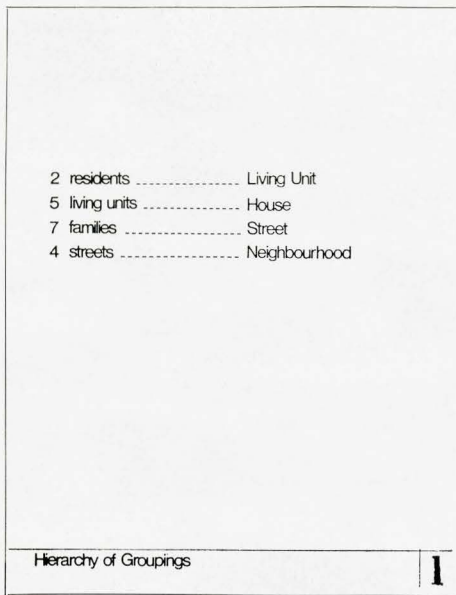 2 residents --------------- Living Unit
5 living units -------------- House
7 families ---------------- Street
4 streets ----------------- Neighbourhood
Hierarchy of Groupings
1